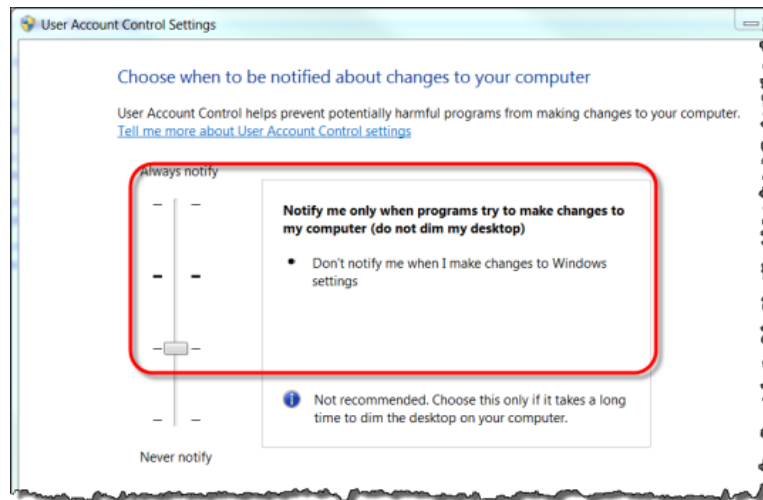 User Account Control Settings
Choose when to be notified about changes to your computer
User Account Control helps prevent potentially harmful programs from making changes to your computer.
Tell me more about User Account Control settings
Always notify
Notify me only when programs try to make changes to
my computer (do not dim my desktop)
• Don't notify me when I make changes to Windows
settings
Not recommended. Choose this only if it takes a long
time to dim the desktop on your computer.
Never notify